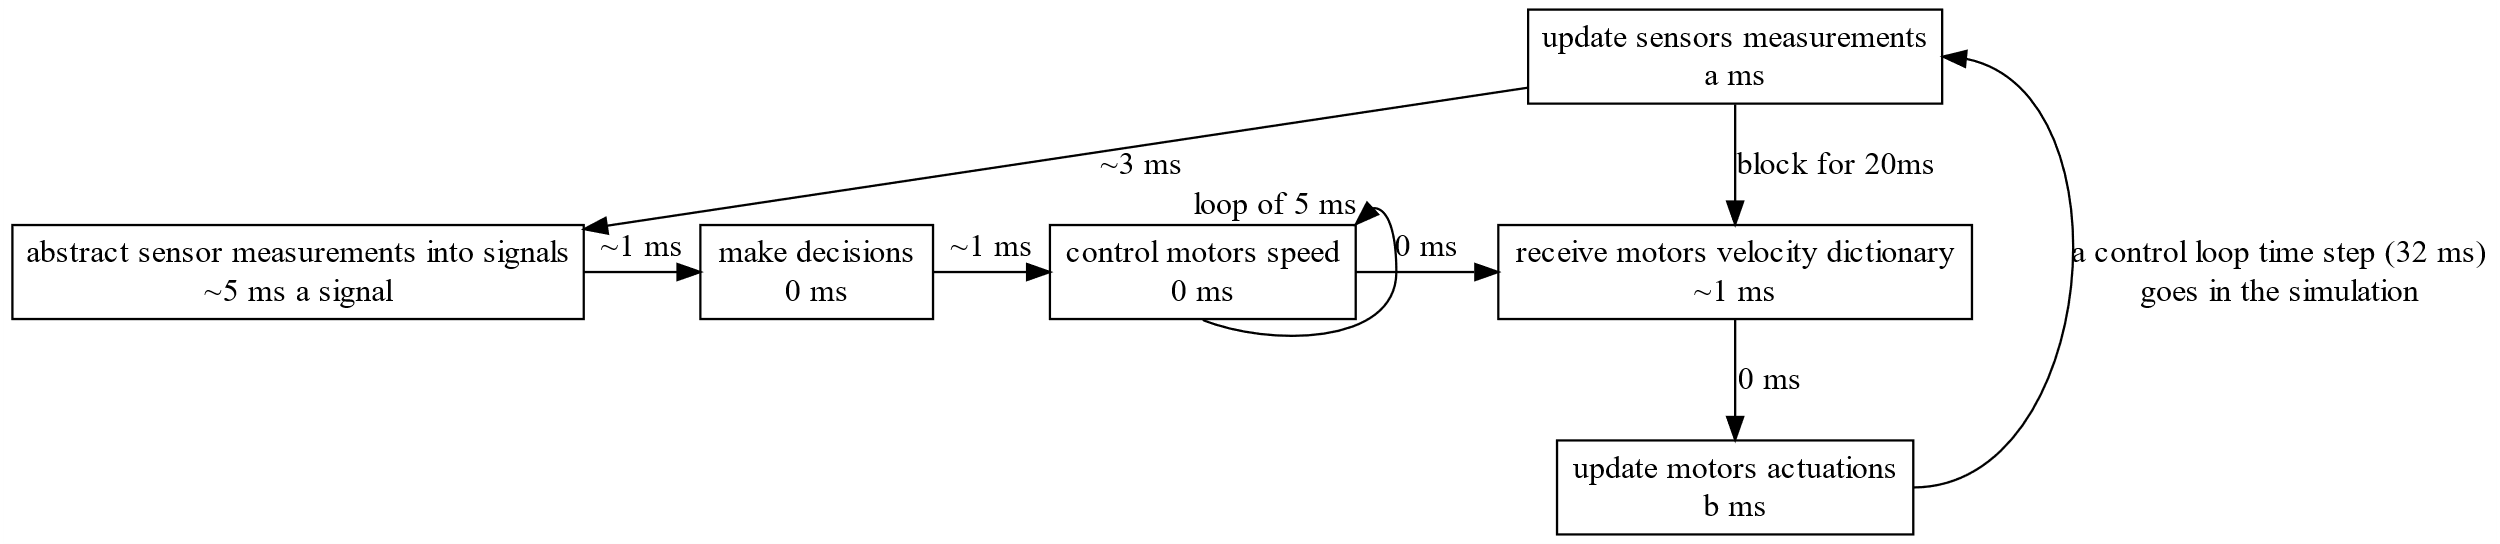 update sensors measurements
a ms
~3 ms
block for 20ms
loop of 5 ms
abstract sensor measurements into signals
~5 ms a signal
~1 ms
make decisions
0 ms
~1 ms
control motors speed
0 ms
0 ms
receive motors velocity dictionary
~1 ms
a control loop time step (32 ms)
goes in the simulation
0 ms
update motors actuations
b ms